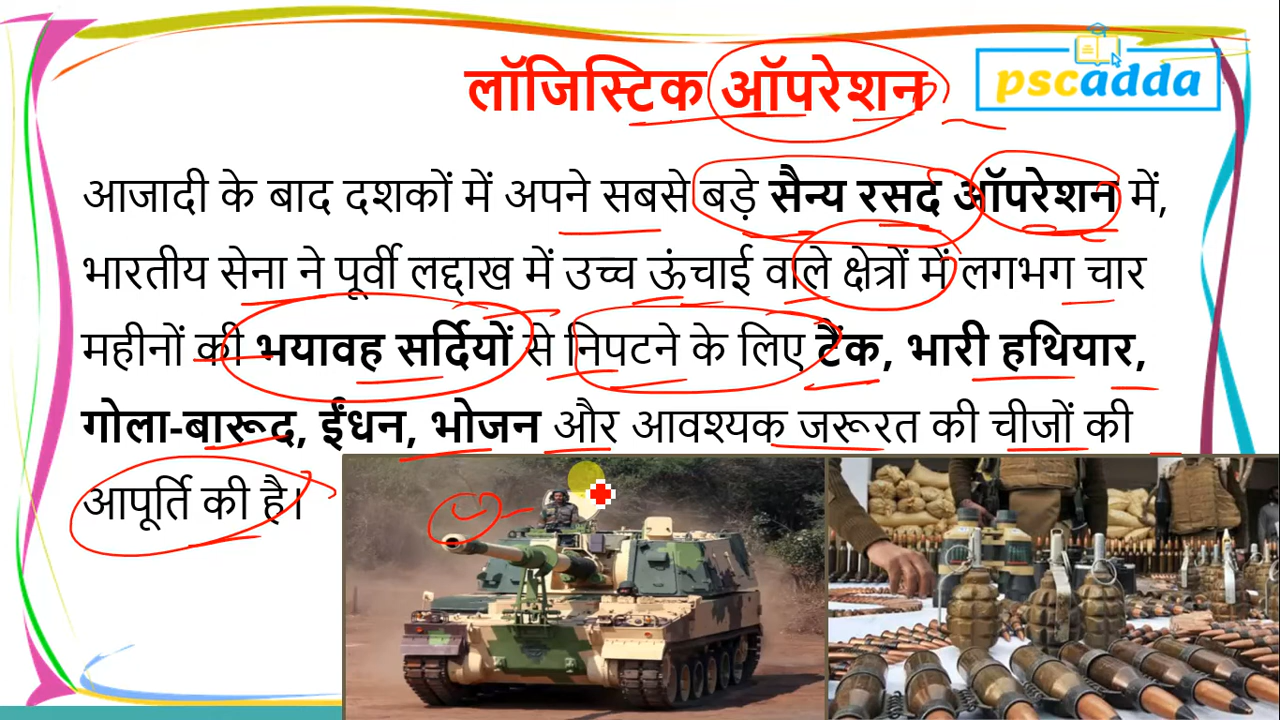 लॉजिस्टिक ऑपरेशन
pscadda
आजादी के बाद दशकों में अपने सबसे बड़े सैन्य रसद ऑपरेशन में,
भारतीय सेना ने पूर्वी लद्दाख में उच्च ऊंचाई वाले क्षेत्रों में लगभग चार
महीनों की भयावह सर्दियों से निपटने के लिए टैंक, भारी हथियार,
गोला-बारूद, ईंधन, भोजन और आवश्यक जरूरत की चीजों की
आपूर्ति की है।